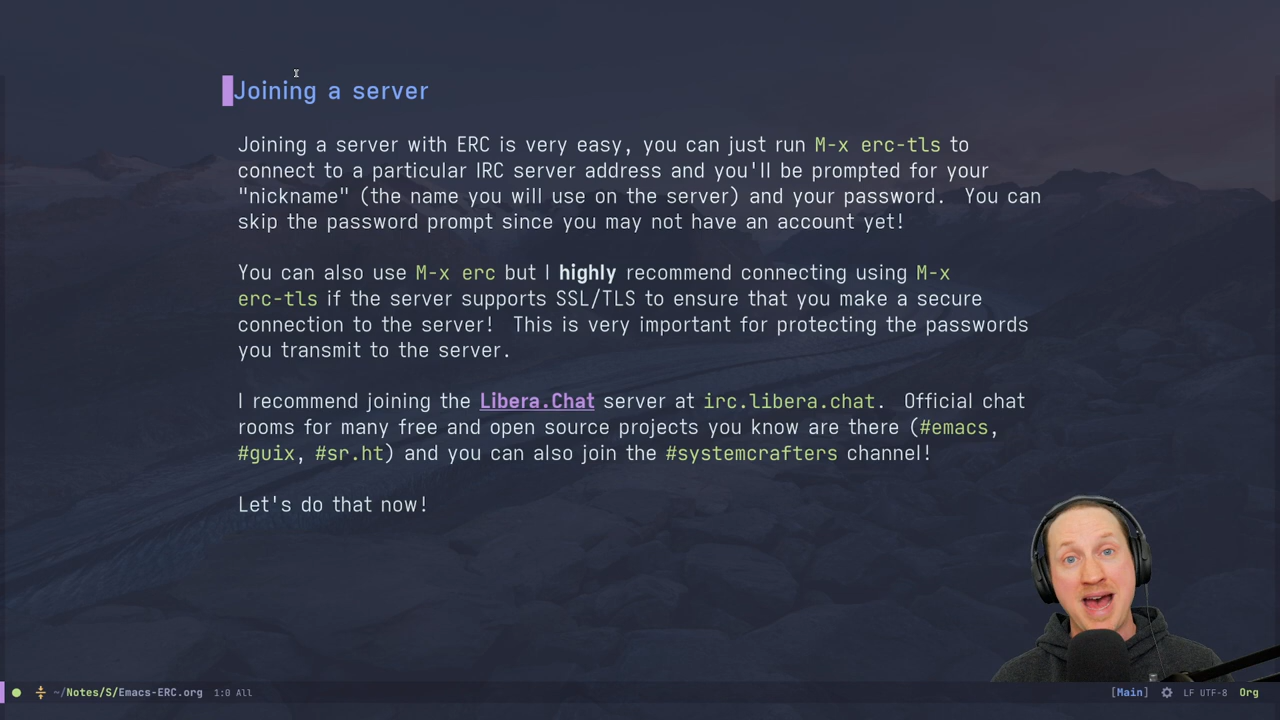 Joining a server
Joining a server with ERC is very easy, you can just run M-x erc-tls to
connect to a particular IRC server address and you'll be prompted for your
"nickname" (the name you will use on the server) and your password.  You can
skip the password prompt since you may not have an account yet!
You can also use M-x erc but I highly recommend connecting using M-x
erc-tls if the server supports SSL/TLS to ensure that you make a secure
connection to the server!  This is very important for protecting the passwords
you transmit to the server.
I recommend joining the Libera.Chat server at irc.libera.chat.  Official chat
rooms for many free and open source projects you know are there (#emacs,
#guix, #sr.ht) and you can also join the #systemcrafters channel!
Let's do that now!
~/Notes/S/Emacs-ERC.org 1:0 All [Main] LF UTF-8 Org